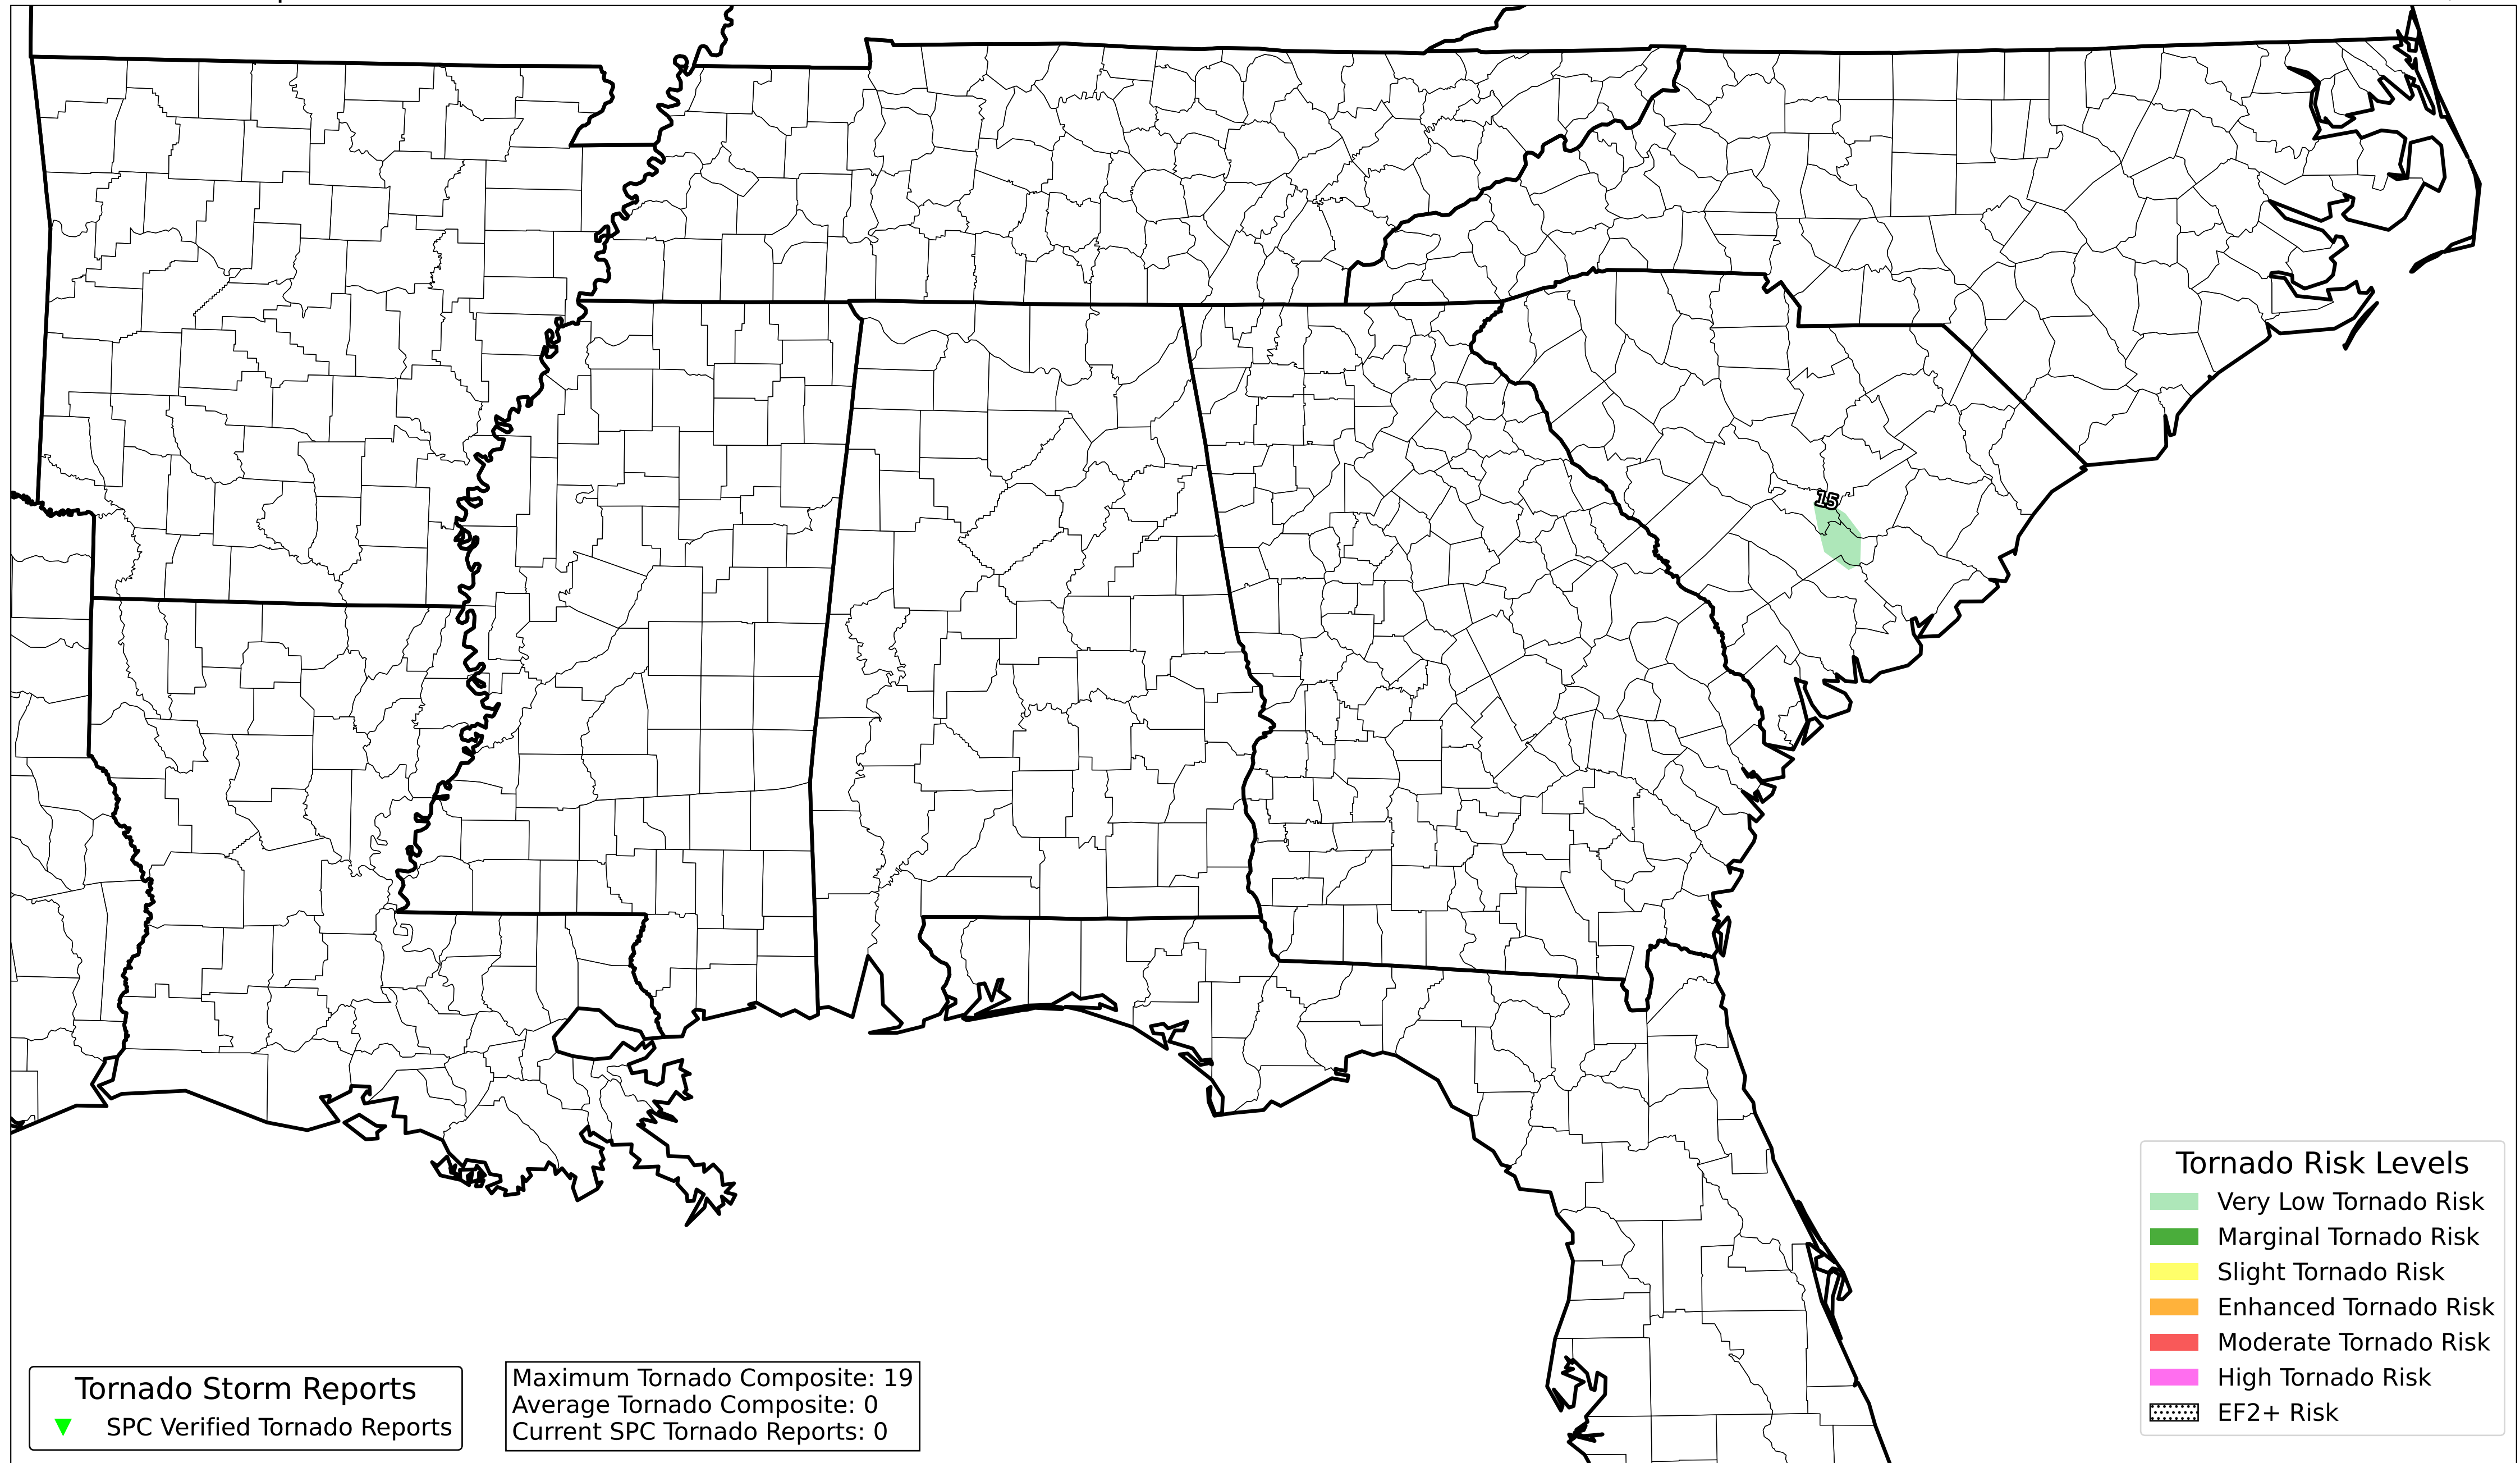 15
Tornado Risk Levels
Very Low Tornado Risk
Marginal Tornado Risk
Slight Tornado Risk
Enhanced Tornado Risk
Moderate Tornado Risk
High Tornado Risk
EF2+ Risk
Tornado Storm Reports
SPC Verified Tornado Reports
Maximum Tornado Composite: 19
Average Tornado Composite: 0
Current SPC Tornado Reports: 0